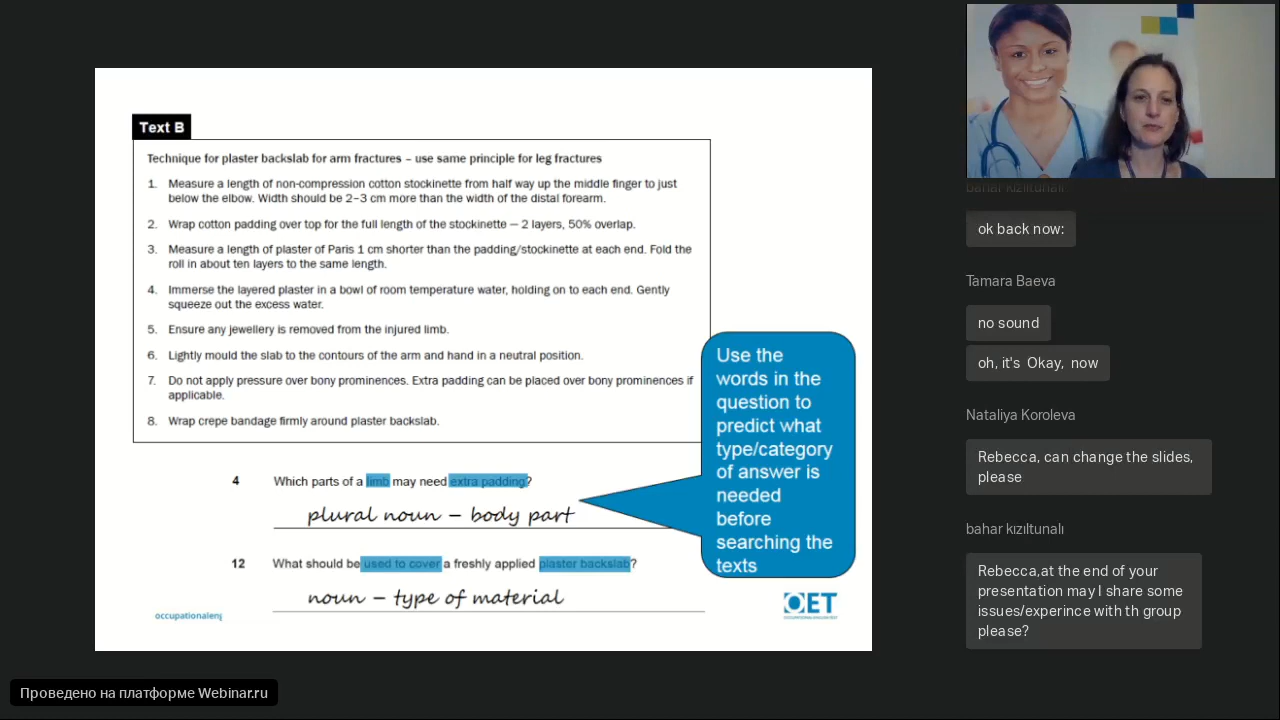 Text B
Technique for plaster backslab for arm fractures – use same principle for leg fractures
1. Measure a length of non-compression cotton stockinette from half way up the middle finger to just
below the elbow. Width should be 2–3 cm more than the width of the distal forearm.
2. Wrap cotton padding over top for the full length of the stockinette — 2 layers, 50% overlap.
3. Measure a length of plaster of Paris 1 cm shorter than the padding/stockinette at each end. Fold the
roll in about ten layers to the same length.
4. Immerse the layered plaster in a bowl of room temperature water, holding on to each end. Gently
squeeze out the excess water.
5. Ensure any jewellery is removed from the injured limb.
6. Lightly mould the slab to the contours of the arm and hand in a neutral position.
7. Do not apply pressure over bony prominences. Extra padding can be placed over bony prominences if
applicable.
8. Wrap crepe bandage firmly around plaster backslab.
4 Which parts of a limb may need extra padding?
plural noun – body part
12 What should be used to cover a freshly applied plaster backslab?
noun – type of material
Use the
words in the
question to
predict what
type/category
of answer is
needed
before
searching the
texts
occupationaleng
OET
OCCUPATIONAL ENGLISH TEST
bahar kızıltunalı
ok back now:
Tamara Baeva
no sound
oh, it's Okay, now
Nataliya Koroleva
Rebecca, can change the slides,
please
bahar kızıltunalı
Rebecca,at the end of your
presentation may I share some
issues/experince with th group
please?
Проведено на платформе Webinar.ru